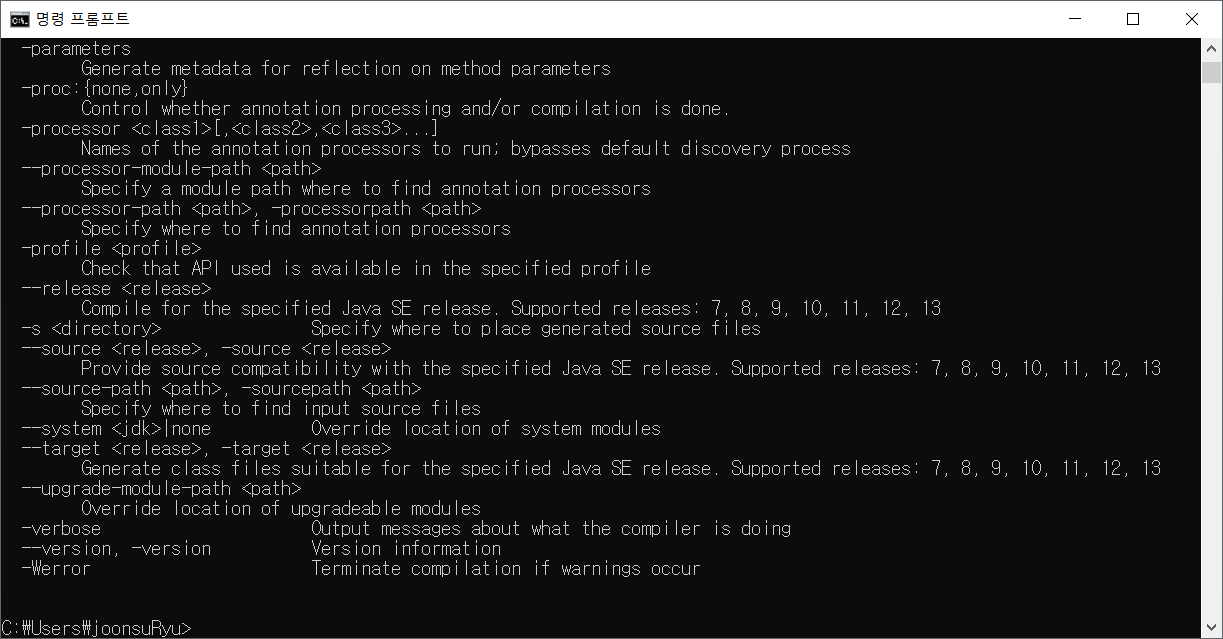 명령 프롬프트
-parameters
Generate metadata for reflection on method parameters
-proc:{none,only}
Control whether annotation processing and/or compilation is done.
-processor <class1>[,<class2>,<class3>...]
Names of the annotation processors to run; bypasses default discovery process
--processor-module-path <path>
Specify a module path where to find annotation processors
--processor-path <path>, -processorpath <path>
Specify where to find annotation processors
-profile <profile>
Check that API used is available in the specified profile
--release <release>
Compile for the specified Java SE release. Supported releases: 7, 8, 9, 10, 11, 12, 13
-s <directory> Specify where to place generated source files
--source <release>, -source <release>
Provide source compatibility with the specified Java SE release. Supported releases: 7, 8, 9, 10, 11, 12, 13
--source-path <path>, -sourcepath <path>
Specify where to find input source files
--system <jdk>|none Override location of system modules
--target <release>, -target <release>
Generate class files suitable for the specified Java SE release. Supported releases: 7, 8, 9, 10, 11, 12, 13
--upgrade-module-path <path>
Override location of upgradeable modules
-verbose Output messages about what the compiler is doing
--version, -version Version information
-Werror Terminate compilation if warnings occur
C:₩Users₩joonsuRyu>